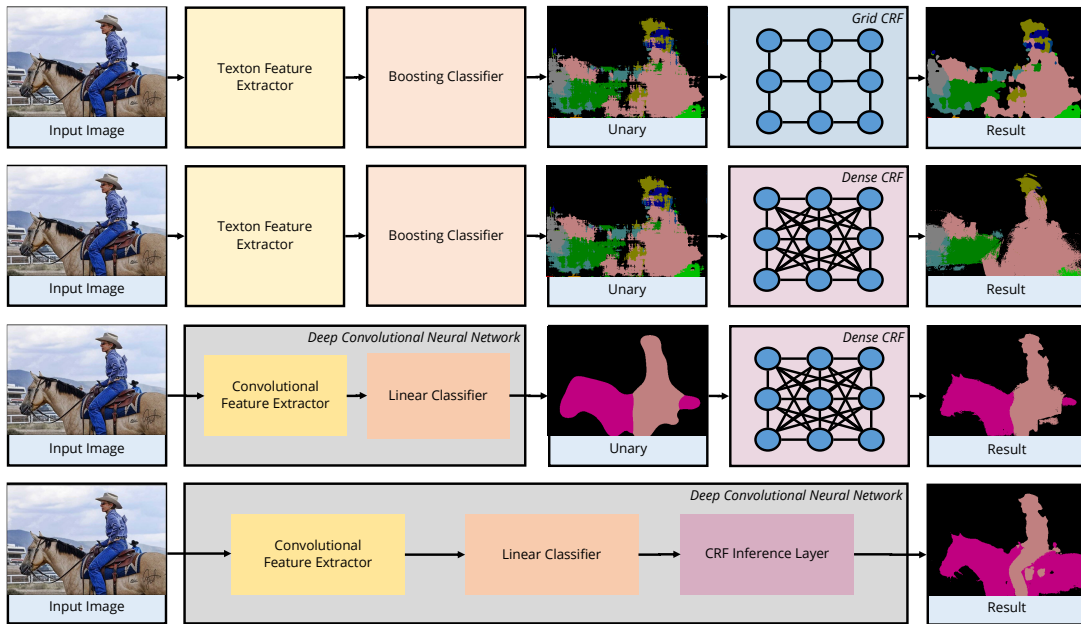 Grid CRF
Texton Feature
Extractor
Boosting Classifier
Input Image
Unary
Result
Dense CRF
Texton Feature
Extractor
Boosting Classifier
Input Image
Unary
Result
Deep Convolutional Neural Network
Dense CRF
Convolutional
Feature Extractor
Linear Classifier
Input Image
Unary
Result
Deep Convolutional Neural Network
Convolutional
Feature Extractor
Linear Classifier
CRF Inference Layer
Input Image
Result